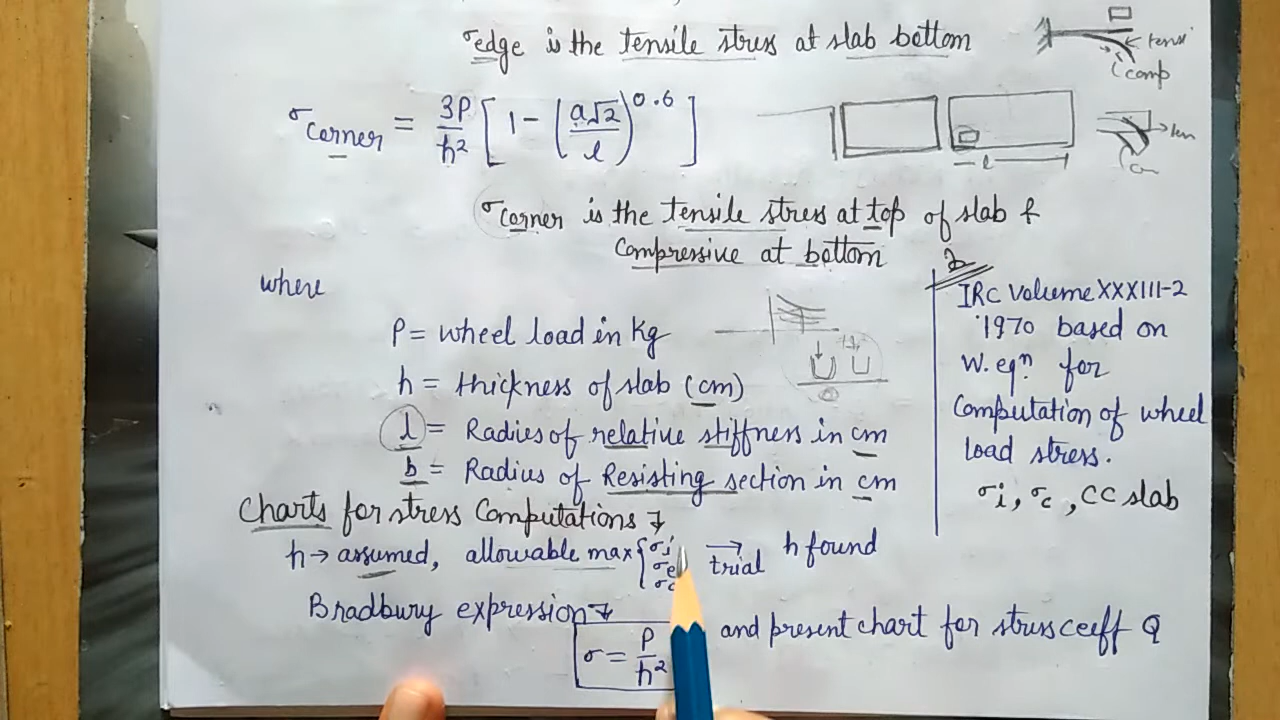 σedge is the tensile stress at slab bottom
tensi
comp
σcorner = 3P/h² [1 - (a√2/l)^0.6]
l
ten
σcorner is the tensile stress at top of slab &
Compressive at bottom
where
P = wheel load in Kg
h = thickness of slab (cm)
l = Radius of relative stiffness in cm
b = Radius of Resisting section in cm
IRC Volume XXXIII-2
1970 based on
W. eqⁿ for
Computation of wheel
load stress.
σi, σc, CC slab
Charts for stress Computations
h → assumed, allowable max { σi σe σc → trial h found
Bradbury expression
σ = P/h²
and present chart for stress coeff Q